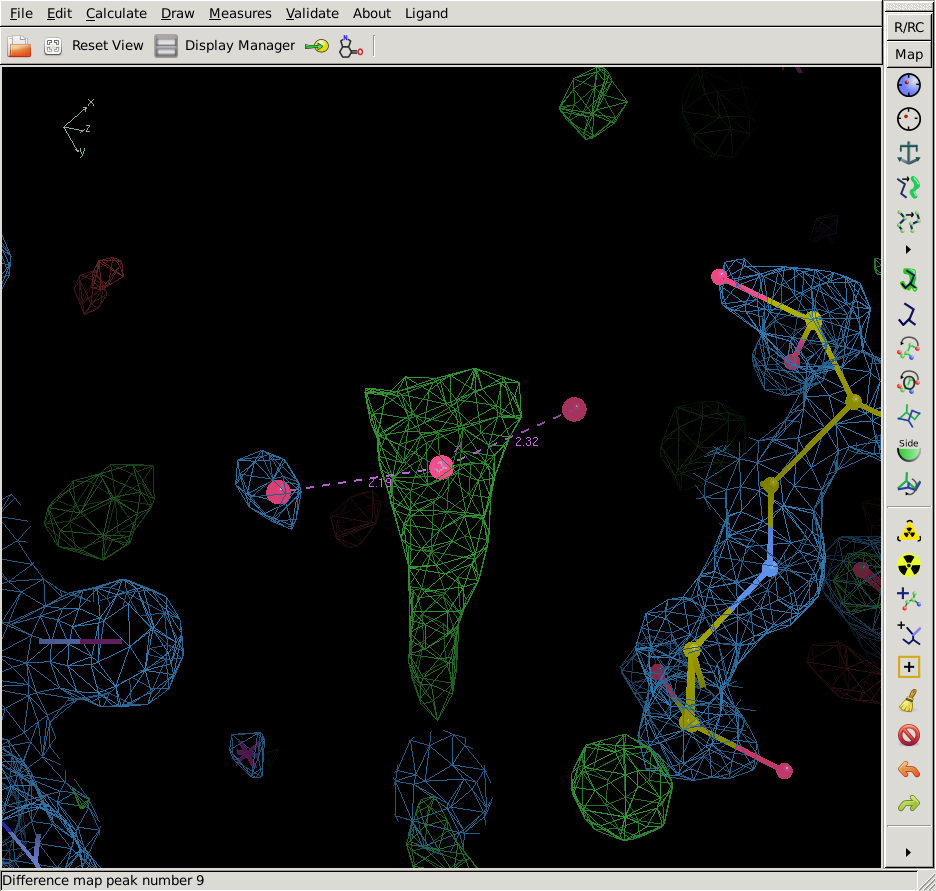 File Edit Calculate Draw Measures Validate About Ligand
R/RC
Reset View Display Manager
Map
x
z
y
2.32
Side
Difference map peak number 9